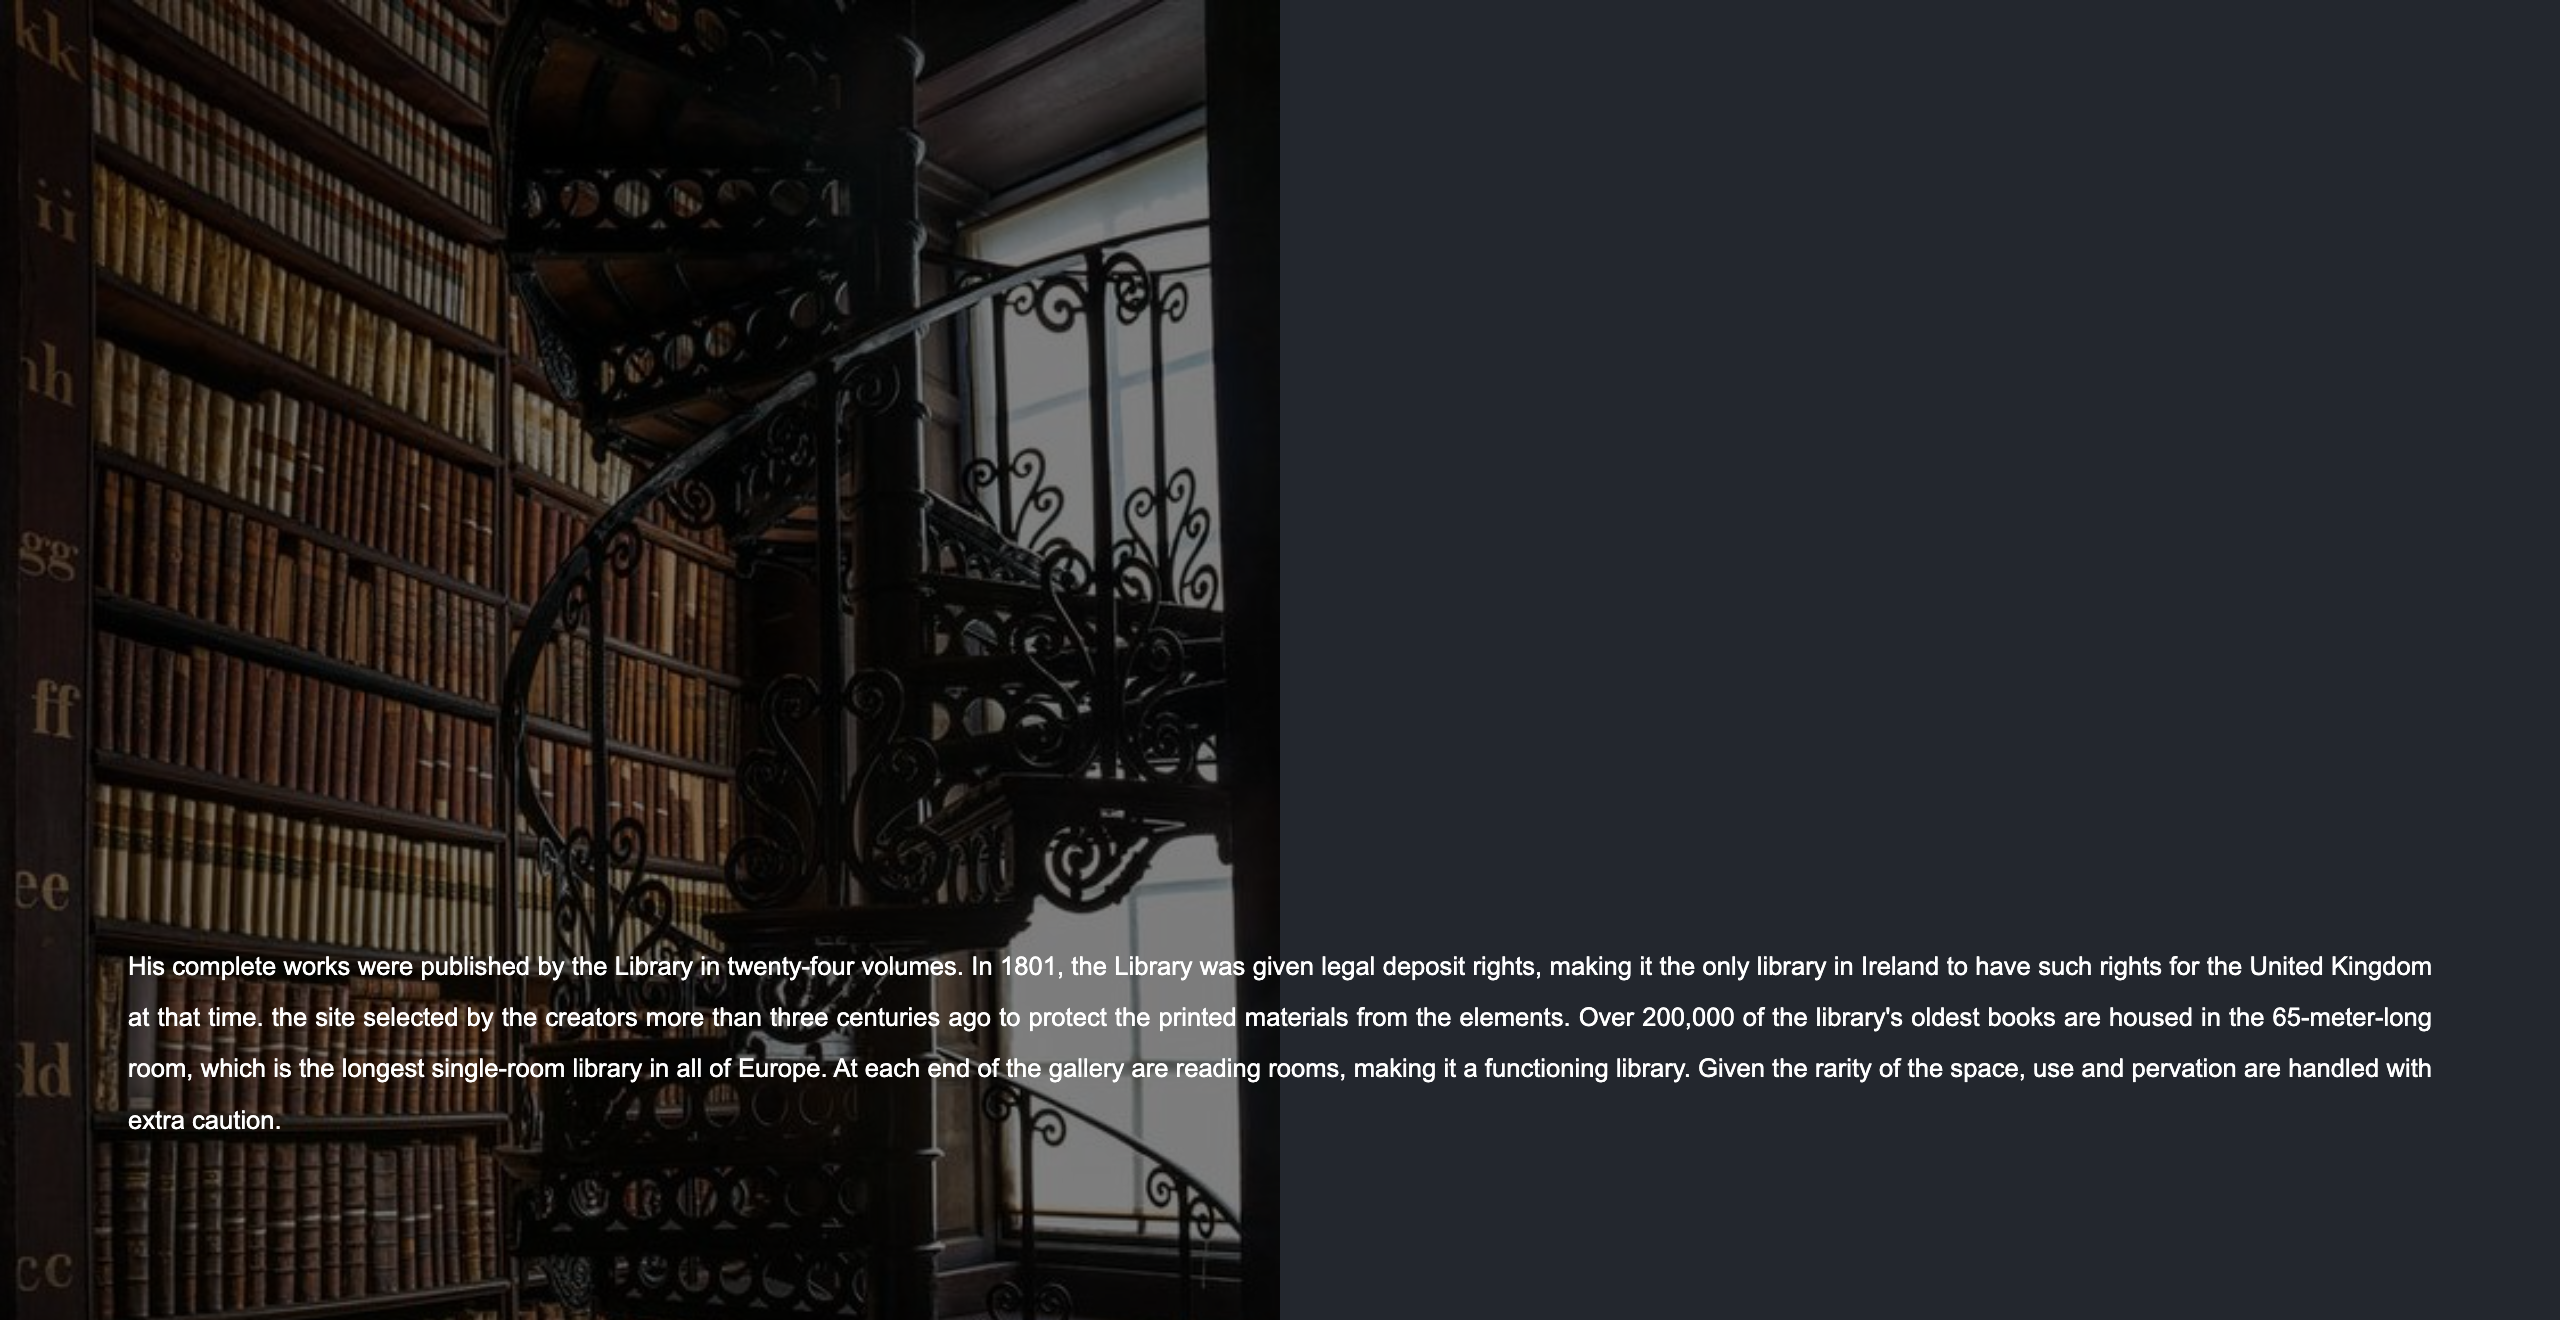 kk
ii
hh
gg
ff
ee
dd
cc
His complete works were published by the Library in twenty-four volumes. In 1801, the Library was given legal deposit rights, making it the only library in Ireland to have such rights for the United Kingdom
at that time. the site selected by the creators more than three centuries ago to protect the printed materials from the elements. Over 200,000 of the library's oldest books are housed in the 65-meter-long
room, which is the longest single-room library in all of Europe. At each end of the gallery are reading rooms, making it a functioning library. Given the rarity of the space, use and pervation are handled with
extra caution.